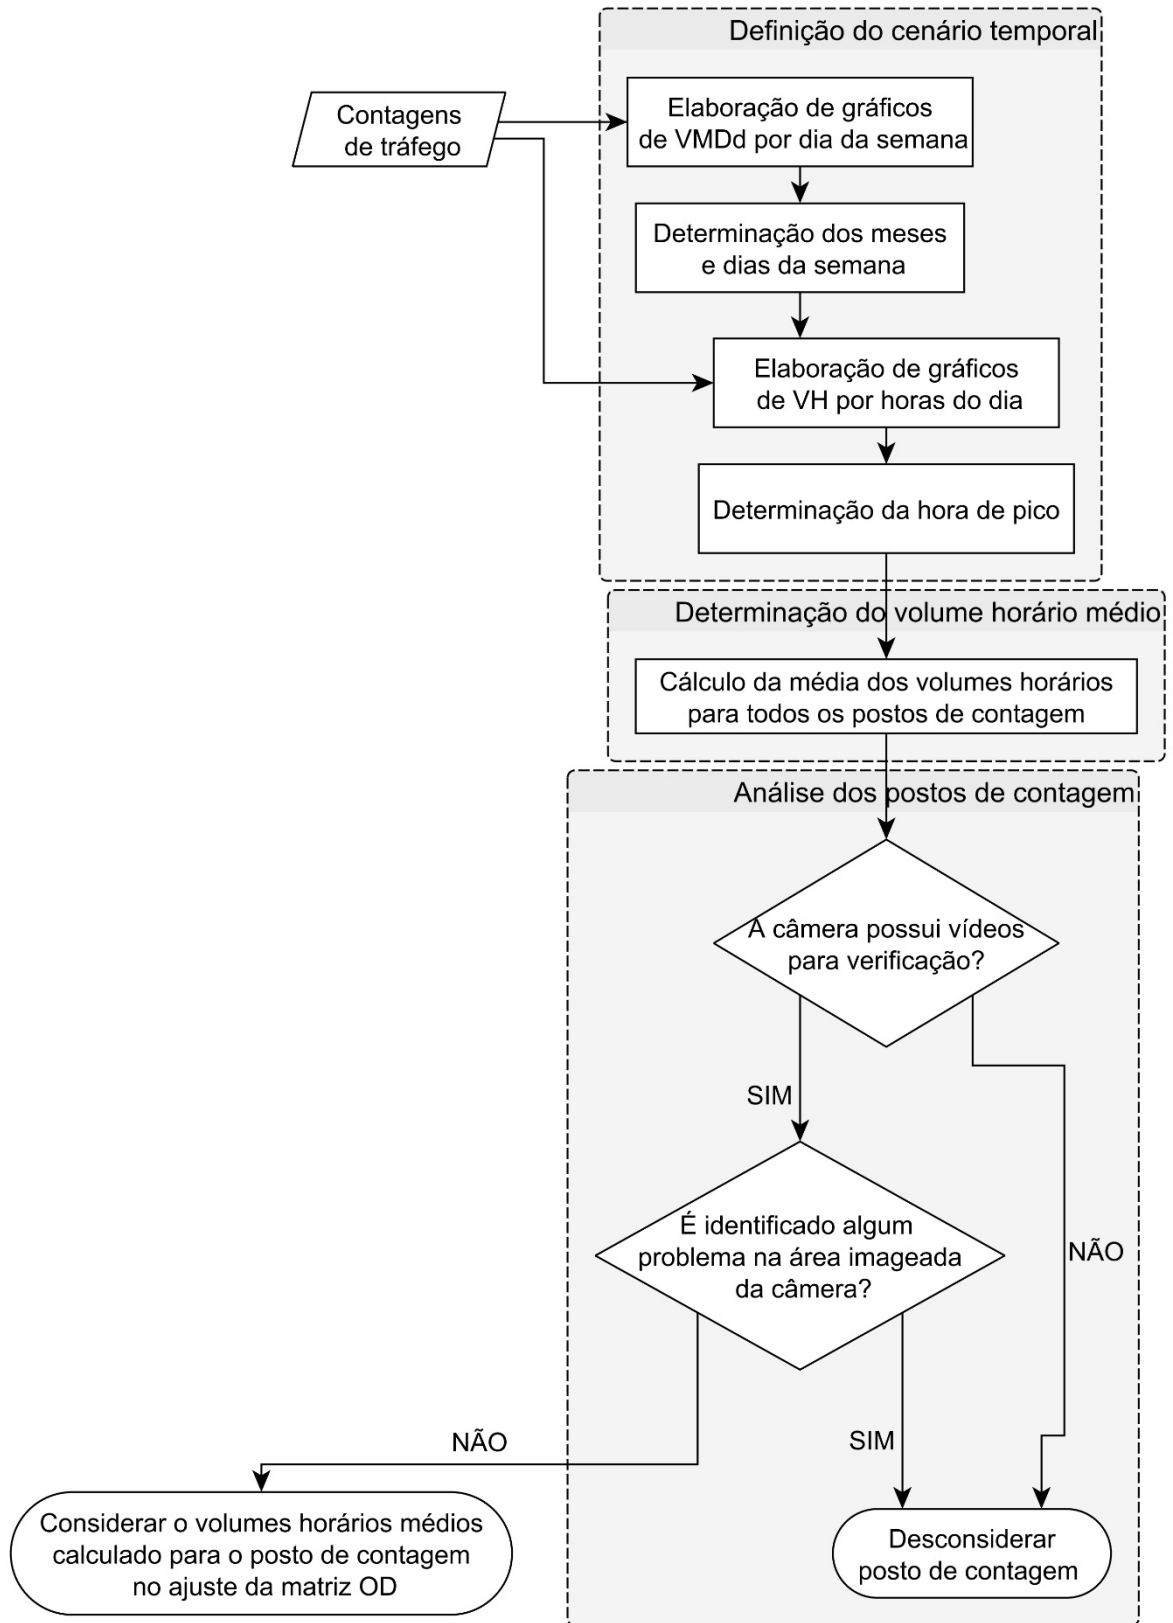 Definição do cenário temporal
Contagens
de tráfego
Elaboração de gráficos
de VMDd por dia da semana
Determinação dos meses
e dias da semana
Elaboração de gráficos
de VH por horas do dia
Determinação da hora de pico
Determinação do volume horário médio
Cálculo da média dos volumes horários
para todos os postos de contagem
Análise dos postos de contagem
A câmera possui vídeos
para verificação?
SIM
NÃO
É identificado algum
problema na área imageada
da câmera?
NÃO
SIM
Considerar o volumes horários médios
calculado para o posto de contagem
no ajuste da matriz OD
Desconsiderar
posto de contagem